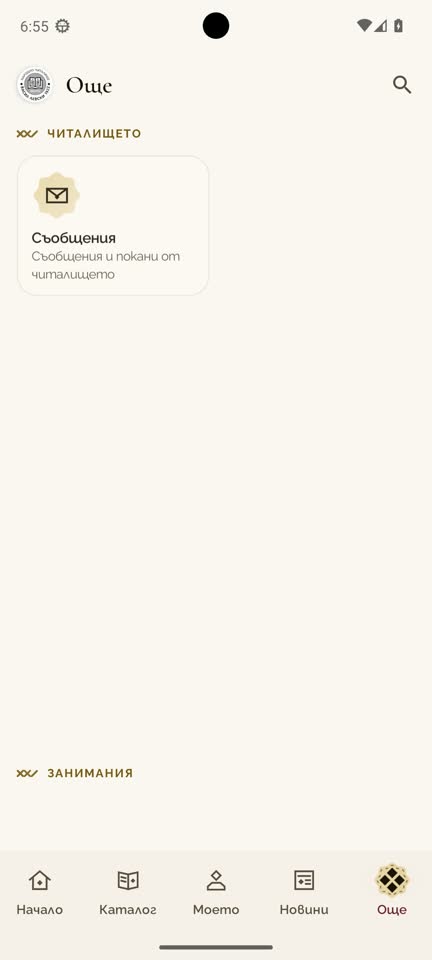 6:55
Още
ЧИТАЛИЩЕТО
Съобщения
Съобщения и покани от
читалището
ЗАНИМАНИЯ
Начало
Каталог
Моето
Новини
Още